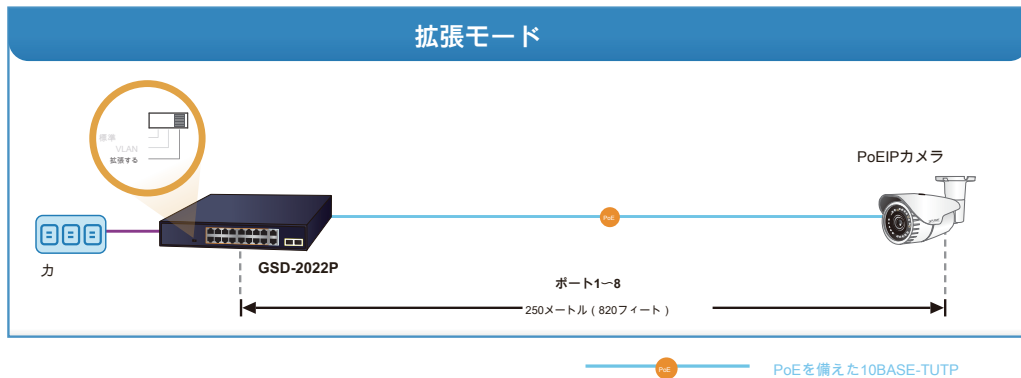 拡張モード
標準
VLAN
拡張する
PoEIPカメラ
PoE
力
GSD-2022P
ポート1〜8
250メートル ( 820フィート )
PoE
PoEを備えた10BASE-TUTP